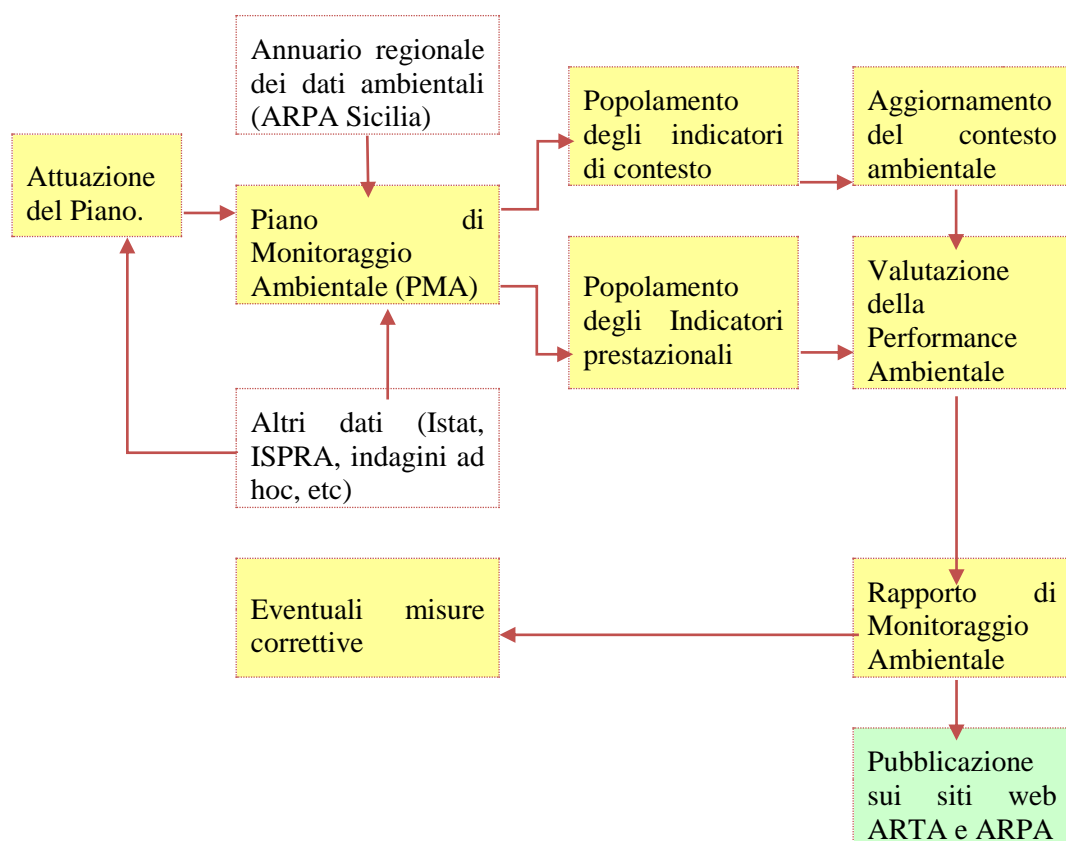 Annuario regionale
dei dati ambientali
(ARPA Sicilia)
Popolamento
degli indicatori
di contesto
Aggiornamento
del contesto
ambientale
Attuazione
del Piano.
Piano di
Monitoraggio
Ambientale (PMA)
Popolamento
degli Indicatori
prestazionali
Valutazione
della
Performance
Ambientale
Altri dati (Istat,
ISPRA, indagini ad
hoc, etc)
Eventuali misure
correttive
Rapporto di
Monitoraggio
Ambientale
Pubblicazione
sui siti web
ARTA e ARPA